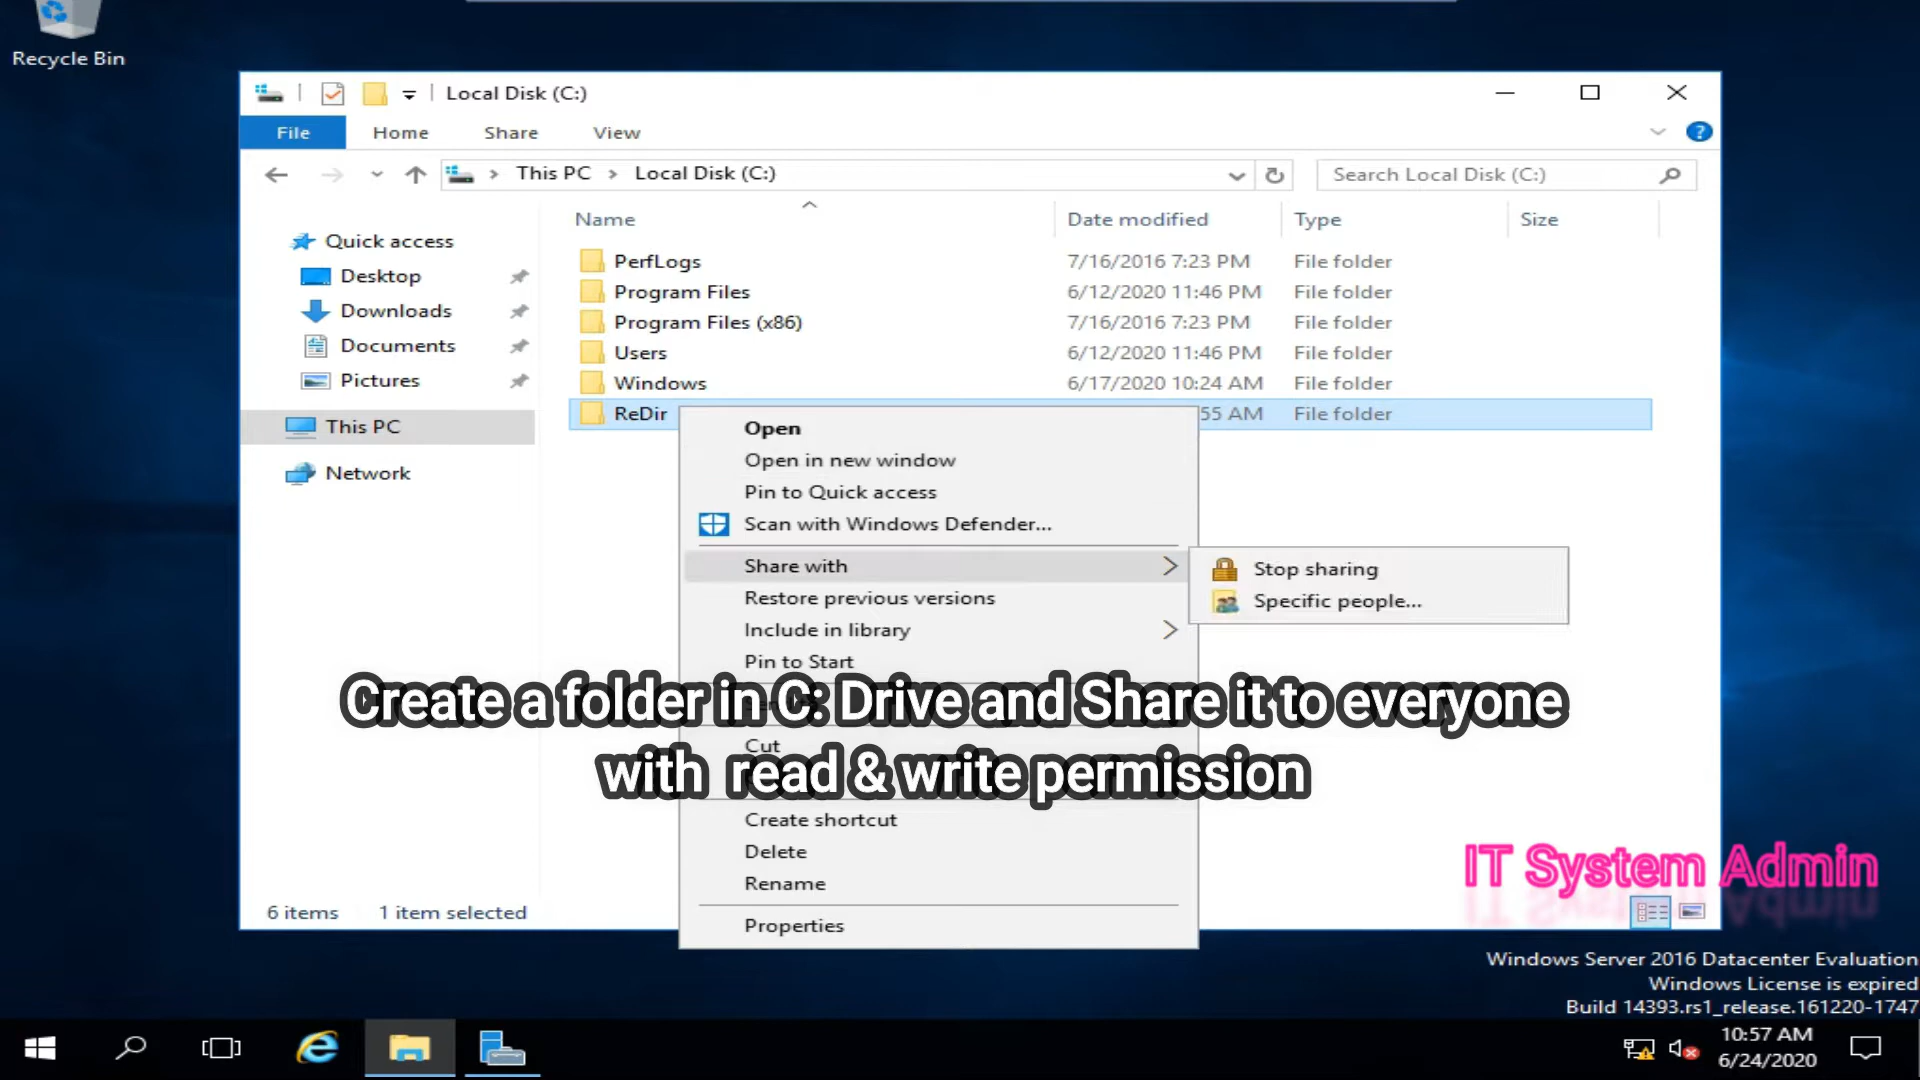 Recycle Bin
Local Disk (C:)
File Home Share View
This PC > Local Disk (C:)
Search Local Disk (C:)
Name Date modified Type Size
Quick access
Desktop
Downloads
Documents
Pictures
This PC
Network
PerfLogs 7/16/2016 7:23 PM File folder
Program Files 6/12/2020 11:46 PM File folder
Program Files (x86) 7/16/2016 7:23 PM File folder
Users 6/12/2020 11:46 PM File folder
Windows 6/17/2020 10:24 AM File folder
ReDir 55 AM File folder
Open
Open in new window
Pin to Quick access
Scan with Windows Defender...
Share with
Restore previous versions
Include in library
Pin to Start
Cut
Create shortcut
Delete
Rename
Properties
Stop sharing
Specific people...
Create a folder in C: Drive and Share it to everyone
with read & write permission
IT System Admin
6 items 1 item selected
Windows Server 2016 Datacenter Evaluation
Windows License is expired
Build 14393.rs1_release.161220-1747
10:57 AM
6/24/2020